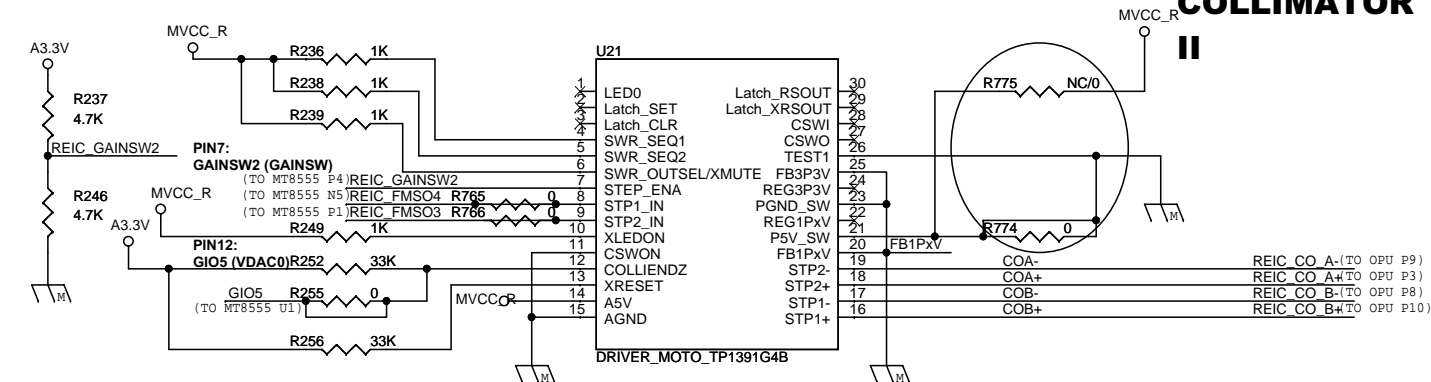 COLLIMATOR
II
MVCC_R
MVCC_R
A3.3V
R236 1K
R238 1K
R239 1K
R237
4.7K
REIC_GAINSW2
PIN7:
GAINSW2 (GAINSW)
(TO MT8555 P4) REIC_GAINSW2
(TO MT8555 N5) REIC_FMSO4 R765 0
(TO MT8555 P1) REIC_FMSO3 R766 0
R246
4.7K
MVCC_R
R249 1K
A3.3V
PIN12:
GIO5 (VDAC0)
R252 33K
GIO5 R255 0
(TO MT8555 U1)
MVCC_R
R256 33K
M
M
U21
1 LED0
2 Latch_SET
3 Latch_CLR
4 SWR_SEQ1
5 SWR_SEQ2
6 SWR_OUTSEL/XMUTE
7 STEP_ENA
8 STP1_IN
9 STP2_IN
10 XLEDON
11 CSWON
12 COLLIENDZ
13 XRESET
14 A5V
15 AGND
Latch_RSOUT 30
Latch_XRSOUT 29
CSWI 28
CSWO 27
TEST1 26
FB3P3V 25
REG3P3V 24
PGND_SW 23
REG1PxV 22
P5V_SW 21
FB1PxV 20
STP2- 19
STP2+ 18
STP1- 17
STP1+ 16
DRIVER_MOTO_TP1391G4B
R775 NC/0
R774 0
FB1PxV
M
M
COA- REIC_CO_A- (TO OPU P9)
COA+ REIC_CO_A+ (TO OPU P3)
COB- REIC_CO_B- (TO OPU P8)
COB+ REIC_CO_B+ (TO OPU P10)